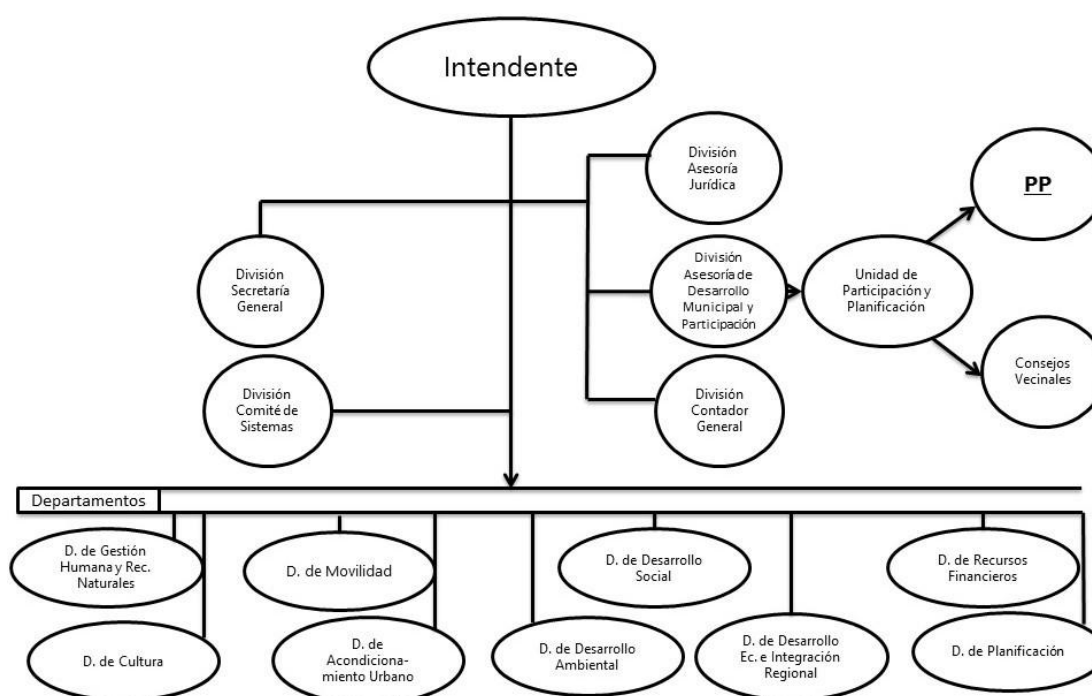 Intendente
División
Asesoría
Jurídica
PP
División
Secretaría
General
División
Asesoría de
Desarrollo
Municipal y
Participación
Unidad de
Participación y
Planificación
División
Comité de
Sistemas
División
Contador
General
Consejos
Vecinales
Departamentos
D. de Gestión
Humana y Rec.
Naturales
D. de Movilidad
D. de Desarrollo
Social
D. de Recursos
Financieros
D. de Cultura
D. de
Acondiciona-
miento Urbano
D. de Desarrollo
Ambiental
D. de Desarrollo
Ec. e Integración
Regional
D. de Planificación